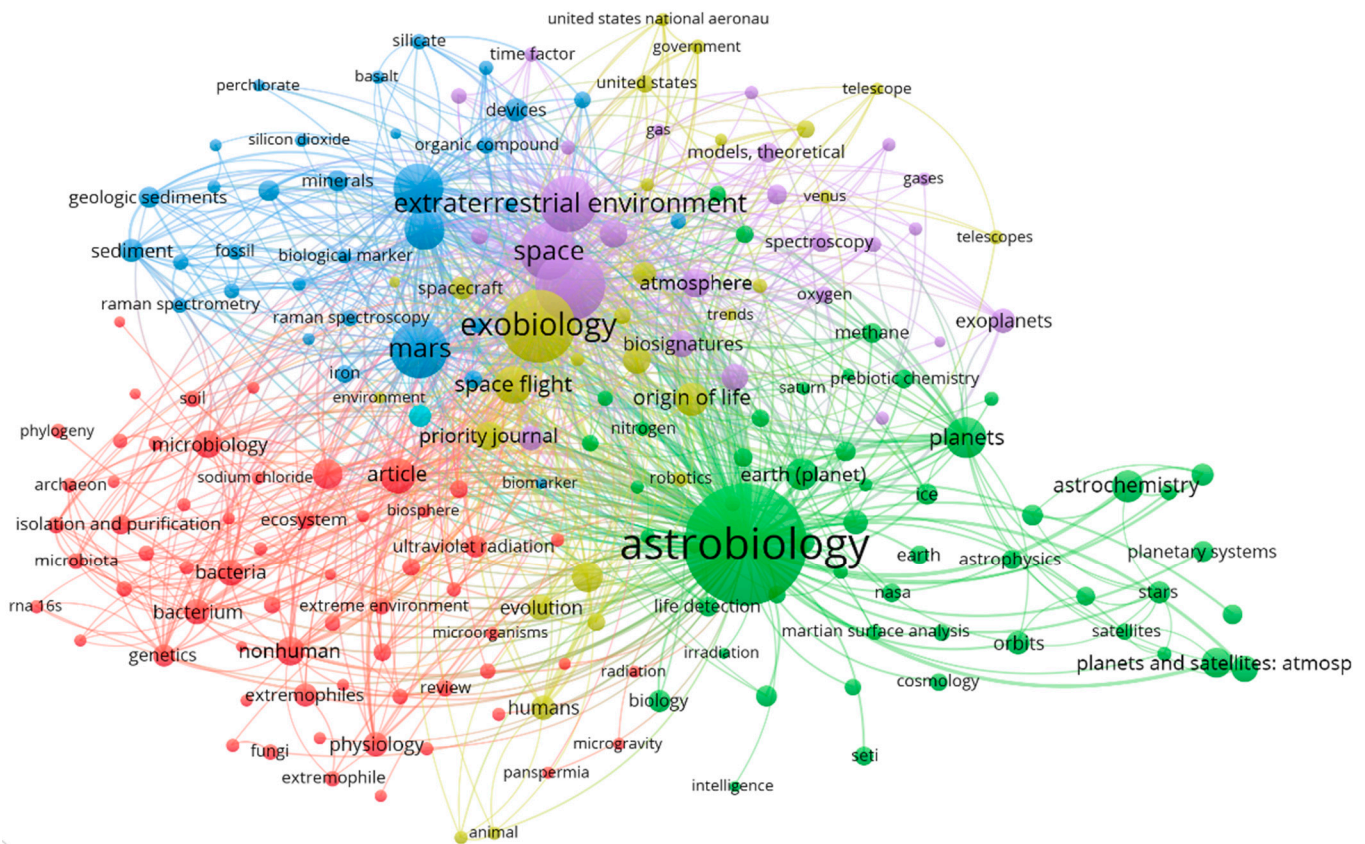 united states national aeronau
silicate
government
time factor
basalt
perchlorate
united states
telescope
devices
gas
silicon dioxide
organic compound
models, theoretical
minerals
gases
geologic sediments
extraterrestrial environment
venus
telescopes
sediment
fossil
biological marker
space
spectroscopy
spacecraft
atmosphere
oxygen
raman spectrometry
raman spectroscopy
exobiology
trends
exoplanets
methane
mars
biosignatures
iron
space flight
saturn
prebiotic chemistry
soil
environment
origin of life
nitrogen
phylogeny
microbiology
priority journal
planets
sodium chloride
article
robotics
earth (planet)
archaeon
biomarker
ice
astrochemistry
isolation and purification
ecosystem
biosphere
astrobiology
ultraviolet radiation
earth
astrophysics
planetary systems
microbiota
bacteria
nasa
stars
rna 16s
bacterium
extreme environment
evolution
life detection
microorganisms
martian surface analysis
satellites
genetics
nonhuman
irradiation
orbits
planets and satellites: atmosp
radiation
cosmology
extremophiles
review
humans
biology
fungi
physiology
microgravity
seti
extremophile
panspermia
intelligence
animal